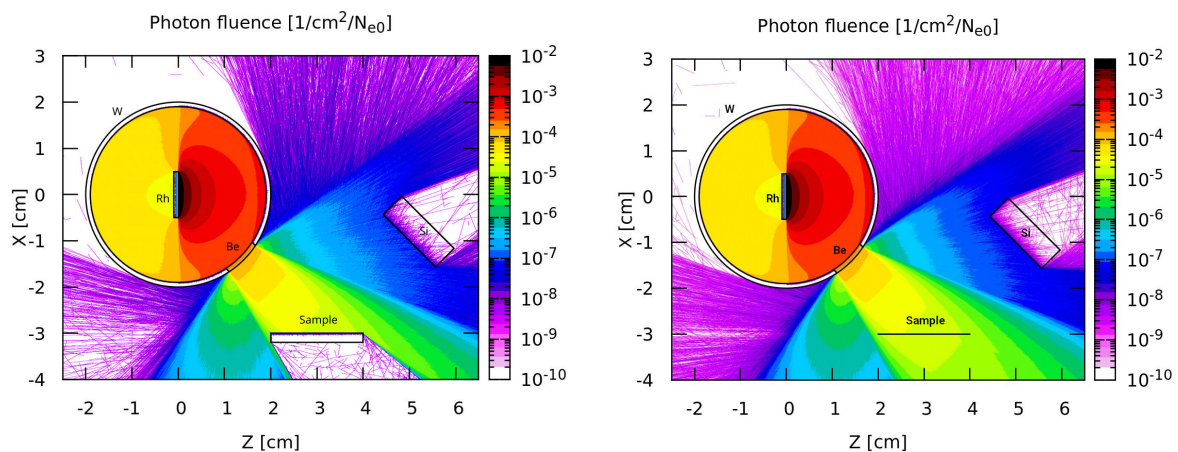 Photon fluence [1/cm²/Nₑ₀]
3
2
1
0
-1
-2
-3
-4
X [cm]
-2 -1 0 1 2 3 4 5 6
Z [cm]
W
Rh
Be
Si
Sample
10⁻²
10⁻³
10⁻⁴
10⁻⁵
10⁻⁶
10⁻⁷
10⁻⁸
10⁻⁹
10⁻¹⁰
Photon fluence [1/cm²/Nₑ₀]
3
2
1
0
-1
-2
-3
-4
X [cm]
-2 -1 0 1 2 3 4 5 6
Z [cm]
W
Rh
Be
Si
Sample
10⁻²
10⁻³
10⁻⁴
10⁻⁵
10⁻⁶
10⁻⁷
10⁻⁸
10⁻⁹
10⁻¹⁰